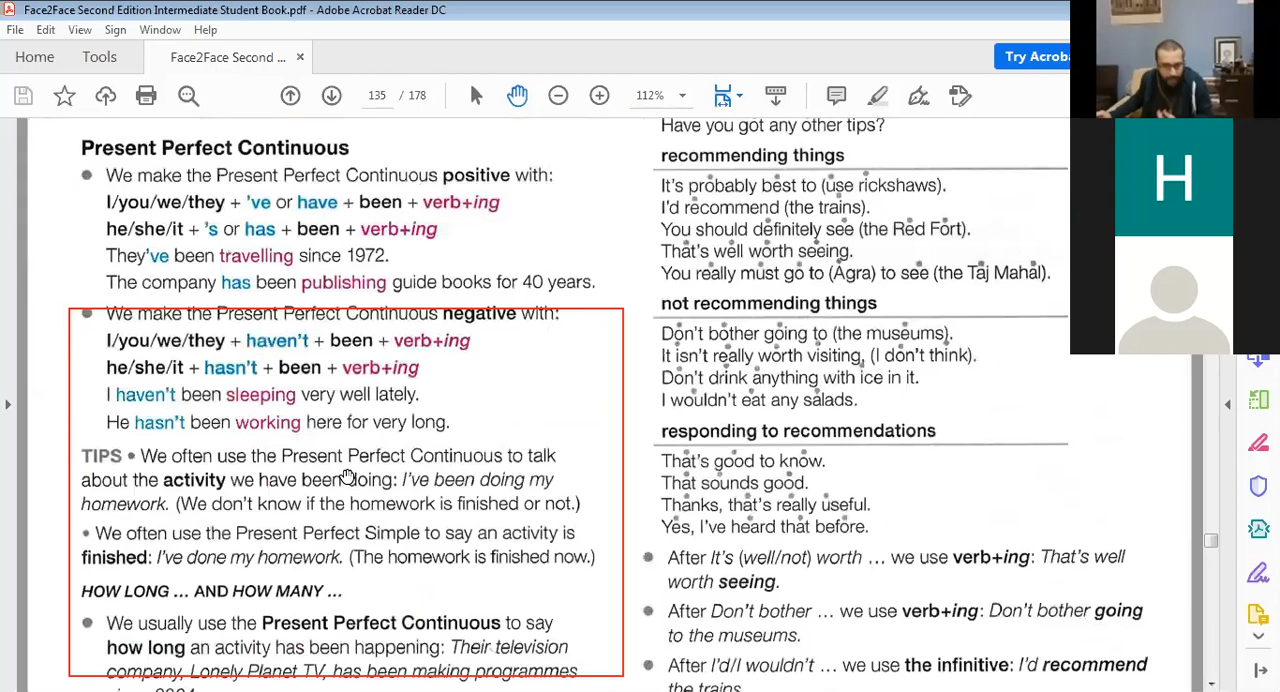 Face2Face Second Edition Intermediate Student Book.pdf - Adobe Acrobat Reader DC
File Edit View Sign Window Help
Home Tools Face2Face Second ... ×
Try Acroba
135 / 178 112%
Present Perfect Continuous
We make the Present Perfect Continuous positive with:
I/you/we/they + 've or have + been + verb+ing
he/she/it + 's or has + been + verb+ing
They've been travelling since 1972.
The company has been publishing guide books for 40 years.
We make the Present Perfect Continuous negative with:
I/you/we/they + haven't + been + verb+ing
he/she/it + hasn't + been + verb+ing
I haven't been sleeping very well lately.
He hasn't been working here for very long.
TIPS • We often use the Present Perfect Continuous to talk
about the activity we have been doing: I've been doing my
homework. (We don't know if the homework is finished or not.)
• We often use the Present Perfect Simple to say an activity is
finished: I've done my homework. (The homework is finished now.)
HOW LONG ... AND HOW MANY ...
We usually use the Present Perfect Continuous to say
how long an activity has been happening: Their television
company, Lonely Planet TV, has been making programmes
Have you got any other tips?
recommending things
It's probably best to (use rickshaws).
I'd recommend (the trains).
You should definitely see (the Red Fort).
That's well worth seeing.
You really must go to (Agra) to see (the Taj Mahal).
not recommending things
Don't bother going to (the museums).
It isn't really worth visiting, (I don't think).
Don't drink anything with ice in it.
I wouldn't eat any salads.
responding to recommendations
That's good to know.
That sounds good.
Thanks, that's really useful.
Yes, I've heard that before.
After It's (well/not) worth ... we use verb+ing: That's well
worth seeing.
After Don't bother ... we use verb+ing: Don't bother going
to the museums.
After I'd/I wouldn't ... we use the infinitive: I'd recommend
the trains.
H